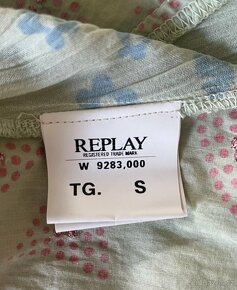 REPLAY
REGISTERED TRADE MARK
W 9283,000
TG. S